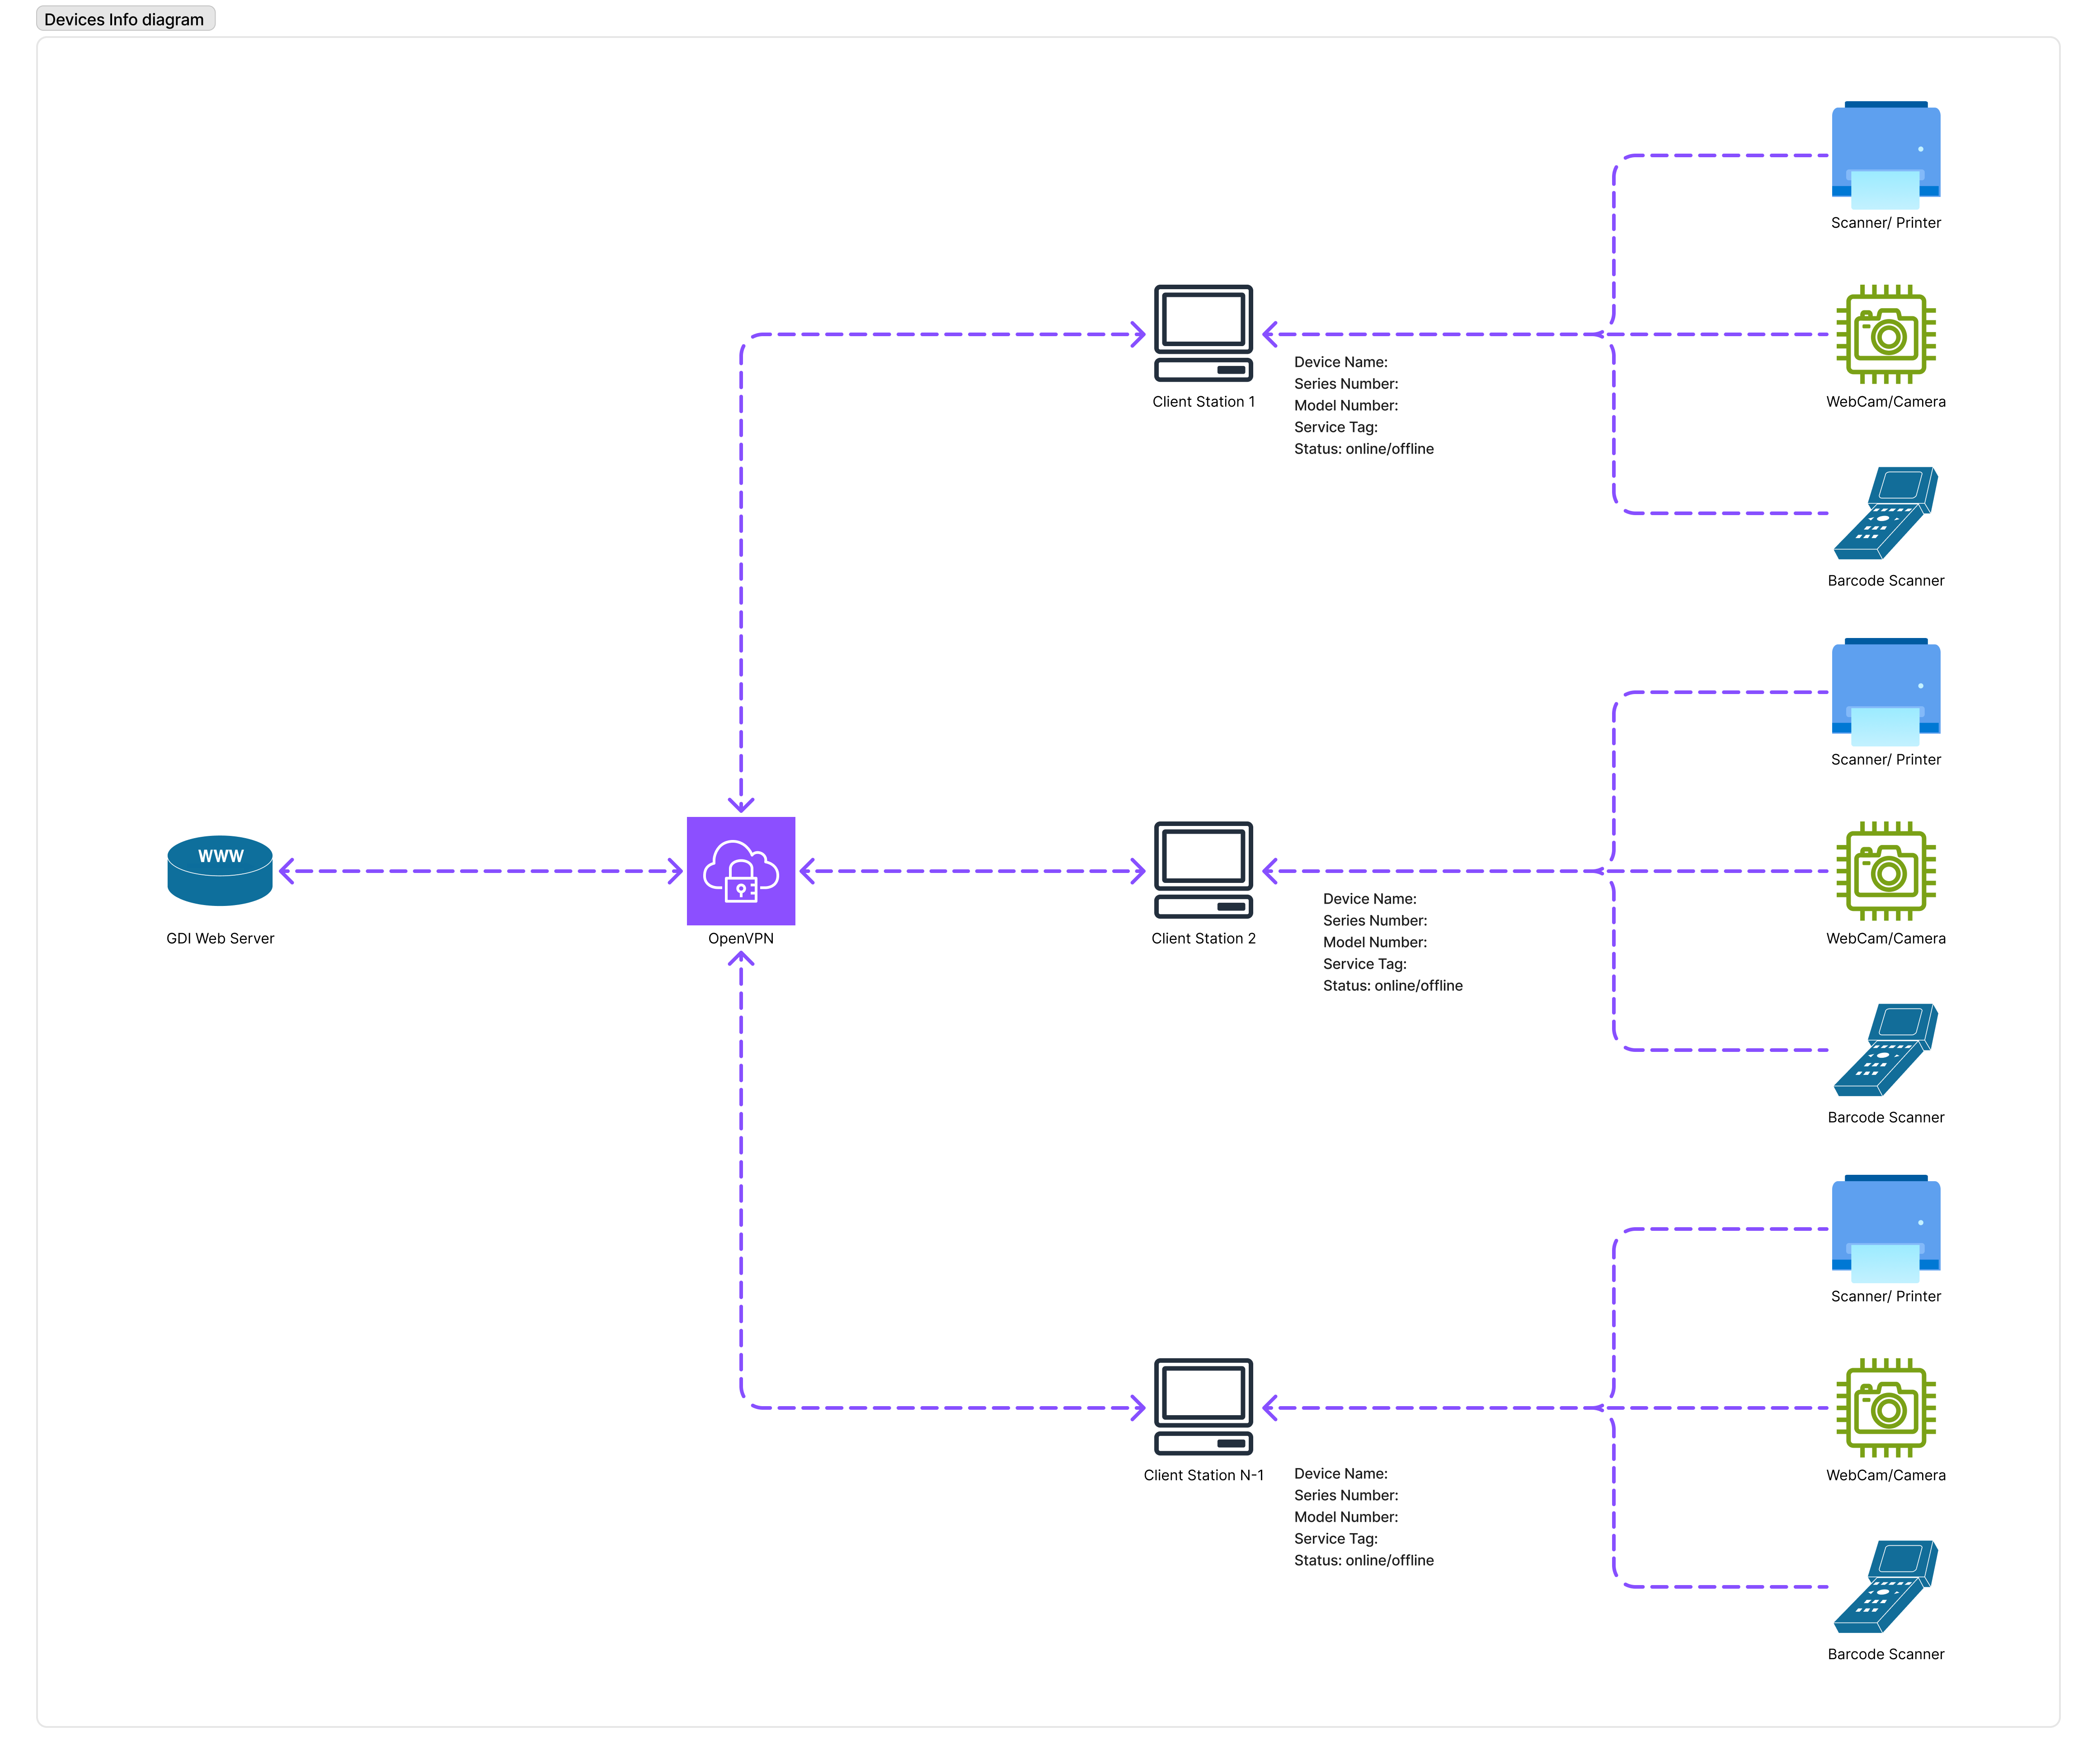 Devices Info diagram
Scanner/ Printer
Client Station 1
Device Name:
Series Number:
Model Number:
Service Tag:
Status: online/offline
WebCam/Camera
Barcode Scanner
Scanner/ Printer
WWW
GDI Web Server
OpenVPN
Client Station 2
Device Name:
Series Number:
Model Number:
Service Tag:
Status: online/offline
WebCam/Camera
Barcode Scanner
Scanner/ Printer
Client Station N-1
Device Name:
Series Number:
Model Number:
Service Tag:
Status: online/offline
WebCam/Camera
Barcode Scanner